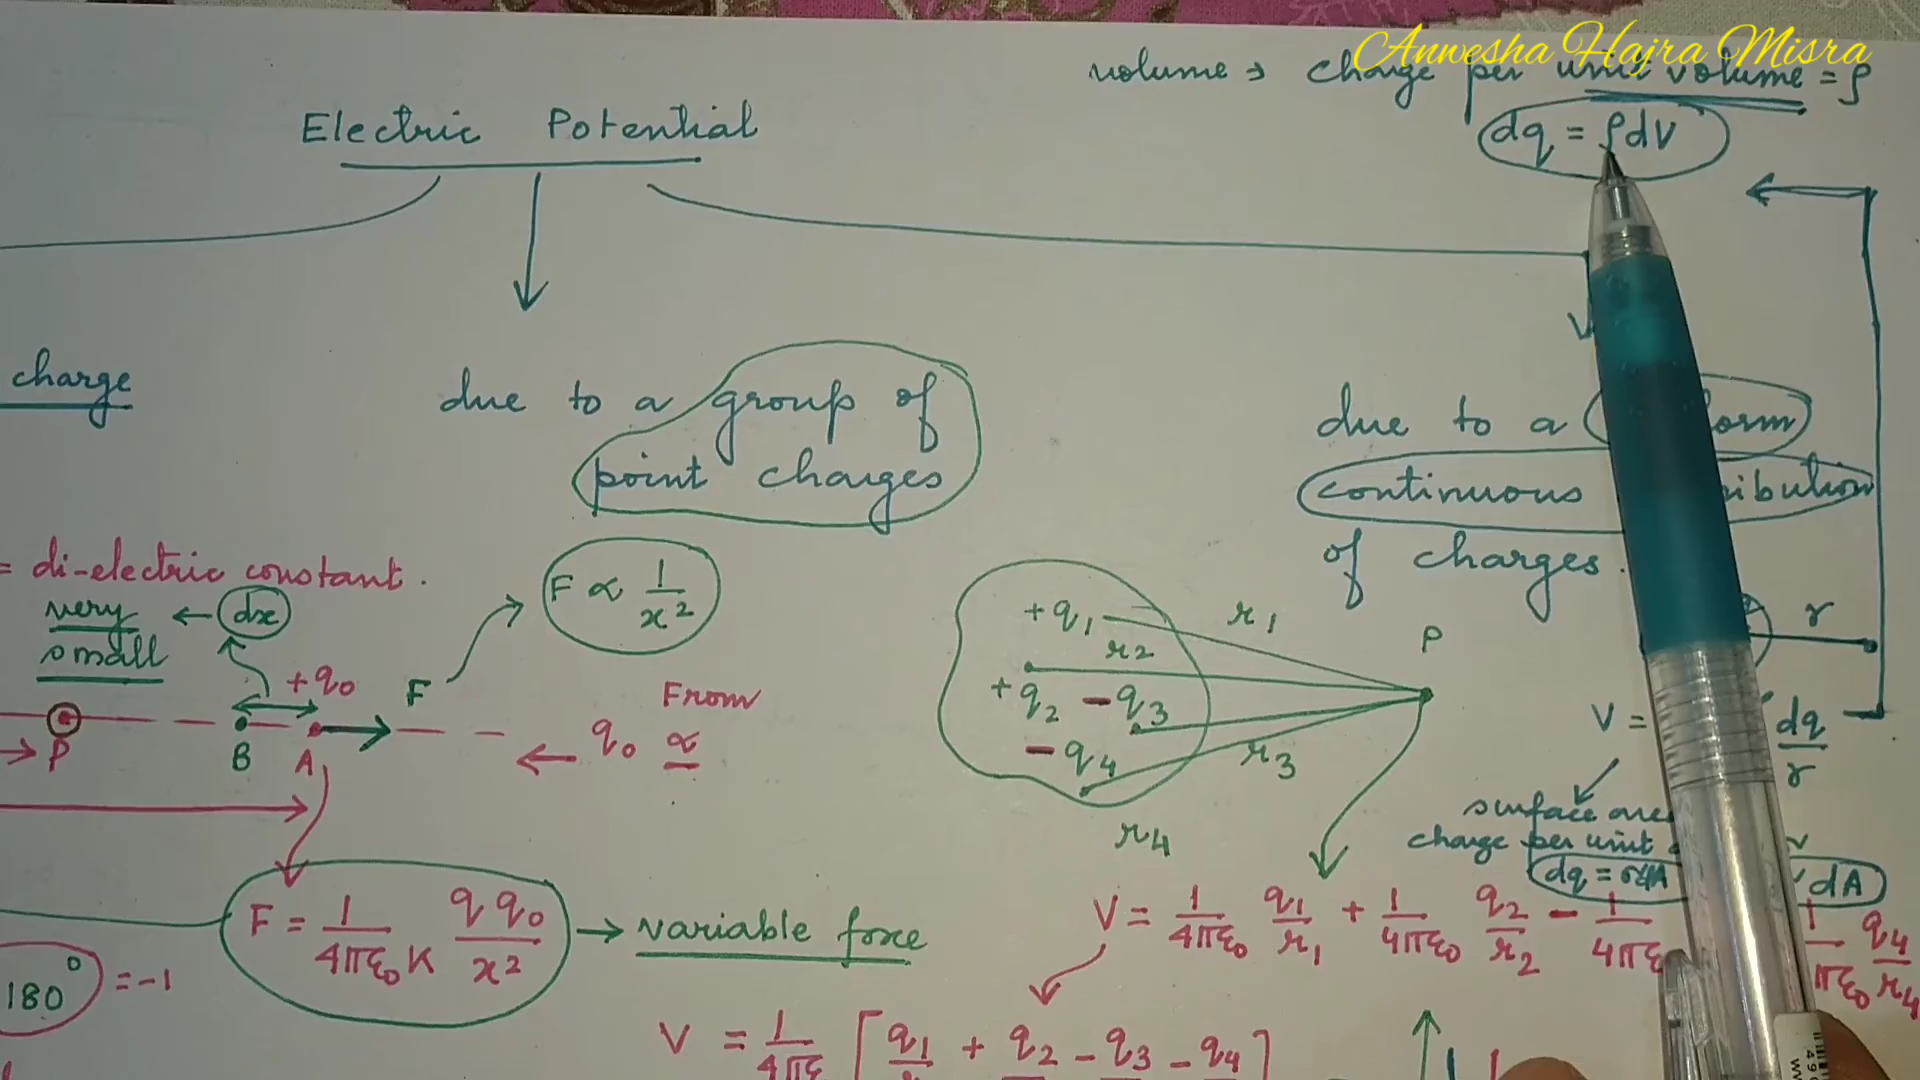 Anwesha Hajra Misra
volume → charge per unit volume = ρ
dq = ρdV
Electric Potential
charge
due to a group of
point charges
due to a
continuous
of charges.
= di-electric constant.
very ← dx
small
+q₀
F
F ∝ 1/x²
From
q₀ ∝
P B A
+q₁ r₁ P
r₂
+q₂ -q₃
-q₄ r₃
r₄
r
V = dq/r
surface
charge per unit
dq = σdA
dA
F = 1/4πε₀K qq₀/x² → variable force
180° = -1
V = 1/4πε₀ q₁/r₁ + 1/4πε₀ q₂/r₂ - 1/4πε₀ q₄/r₄
V = 1/4πε [q₁ + q₂ - q₃ - q₄]